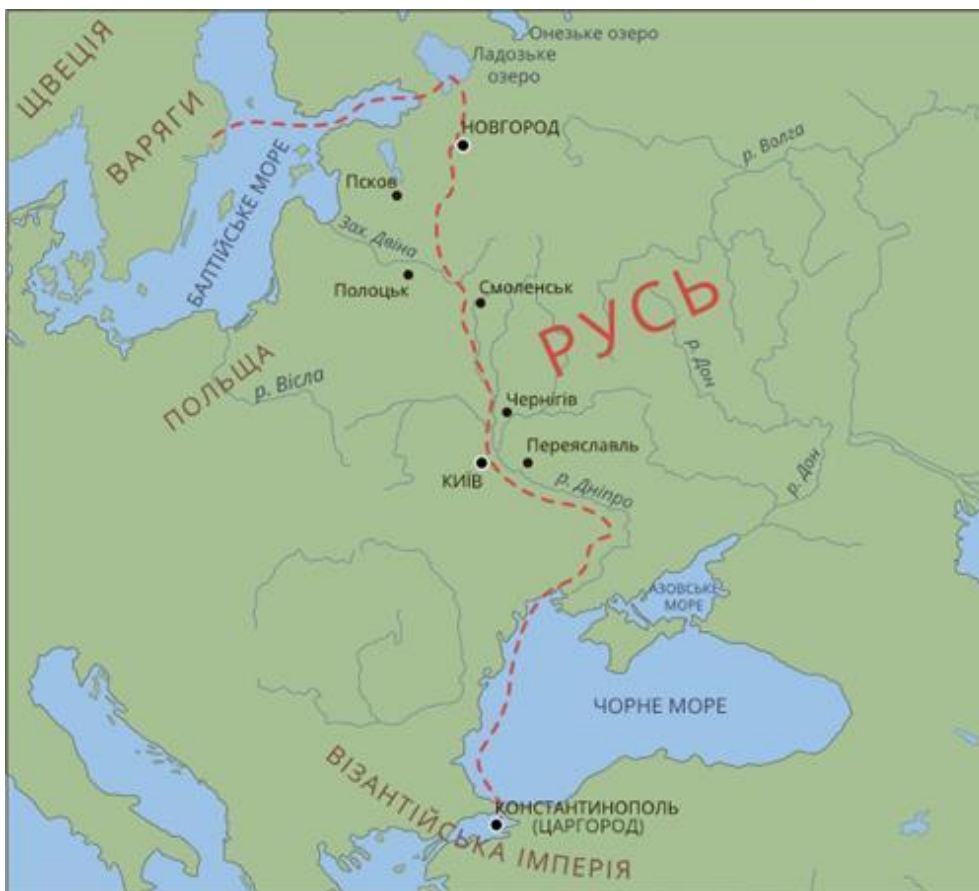 Онезьке озеро
Ладозьке
озеро
ЩВЕЦІЯ
ВАРЯГИ
НОВГОРОД
р. Волга
БАЛТІЙСЬКЕ МОРЕ
Псков
Зах. Двіна
Полоцьк
Смоленськ
РУСЬ
ПОЛЬЩА
р. Вісла
р. Дон
Чернігів
Переяславль
КИЇВ
р. Дніпро
р. Дон
АЗОВСЬКЕ
МОРЕ
ЧОРНЕ МОРЕ
ВІЗАНТІЙСЬКА ІМПЕРІЯ
КОНСТАНТИНОПОЛЬ
(ЦАРГОРОД)